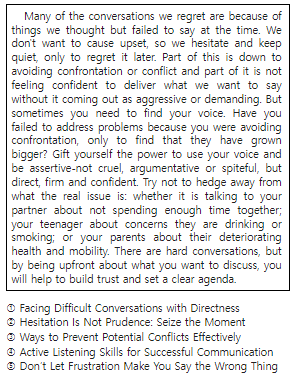 Many of the conversations we regret are because of
things we thought but failed to say at the time. We
don't want to cause upset, so we hesitate and keep
quiet, only to regret it later. Part of this is down to
avoiding confrontation or conflict and part of it is not
feeling confident to deliver what we want to say
without it coming out as aggressive or demanding. But
sometimes you need to find your voice. Have you
failed to address problems because you were avoiding
confrontation, only to find that they have grown
bigger? Gift yourself the power to use your voice and
be assertive-not cruel, argumentative or spiteful, but
direct, firm and confident. Try not to hedge away from
what the real issue is: whether it is talking to your
partner about not spending enough time together;
your teenager about concerns they are drinking or
smoking; or your parents about their deteriorating
health and mobility. There are hard conversations, but
by being upfront about what you want to discuss, you
will help to build trust and set a clear agenda.
① Facing Difficult Conversations with Directness
② Hesitation Is Not Prudence: Seize the Moment
③ Ways to Prevent Potential Conflicts Effectively
④ Active Listening Skills for Successful Communication
⑤ Don't Let Frustration Make You Say the Wrong Thing